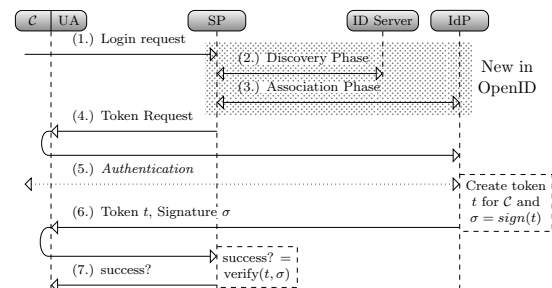 𝒞 UA SP ID Server IdP
(1.) Login request
(2.) Discovery Phase
(3.) Association Phase
New in
OpenID
(4.) Token Request
(5.) Authentication
Create token
t for 𝒞 and
σ = sign(t)
(6.) Token t, Signature σ
success? =
verify(t, σ)
(7.) success?